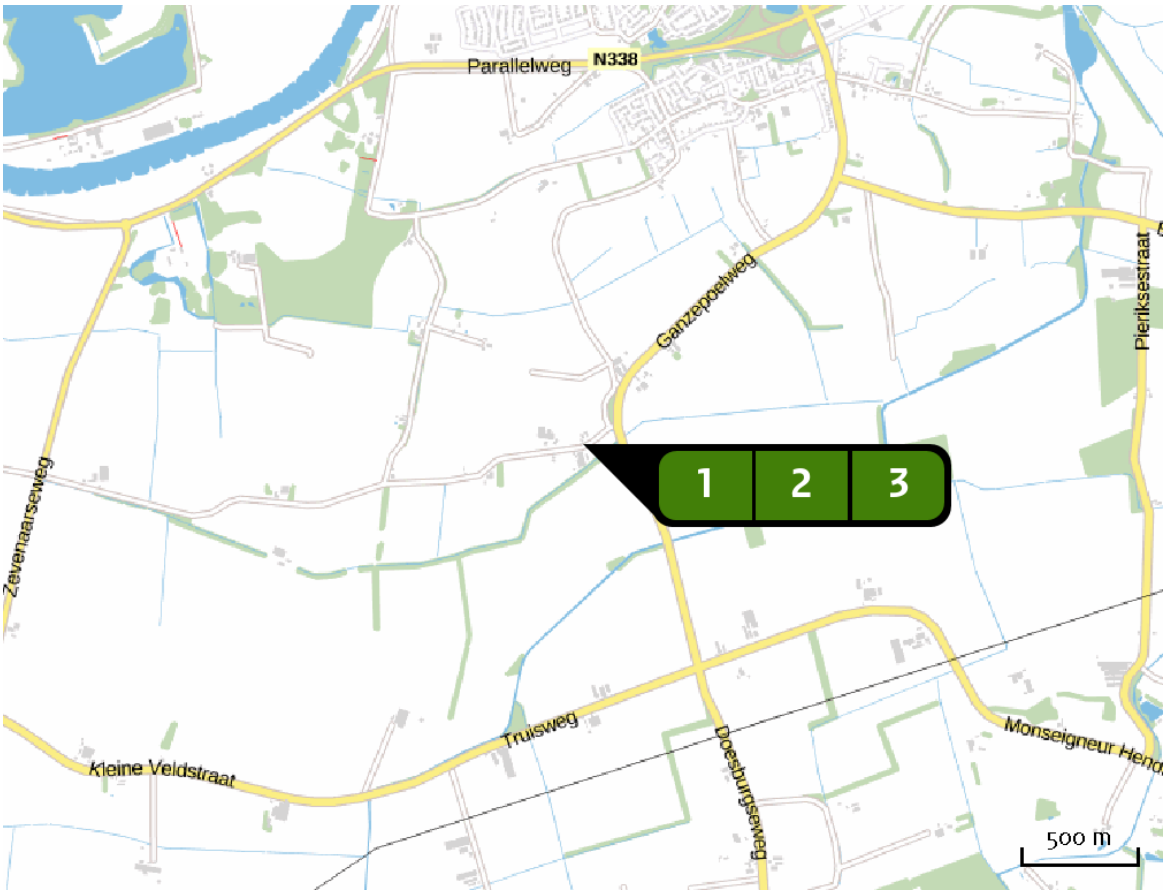 Parallelweg
N338
Ganzepoelweg
Pieriksestraat
1 2 3
Zevenaarseweg
Truisweg
Kleine Veldstraat
Doesburgseweg
Monseigneur Hend
500 m